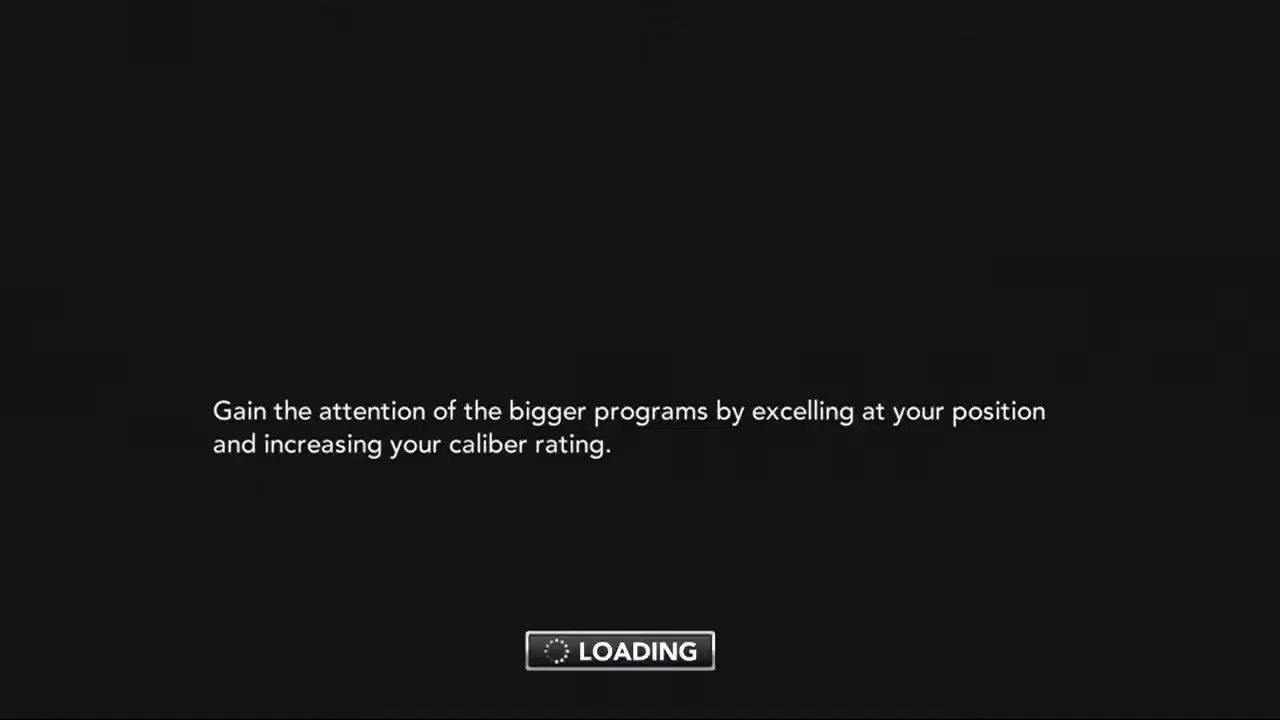 Gain the attention of the bigger programs by excelling at your position
and increasing your caliber rating.
LOADING